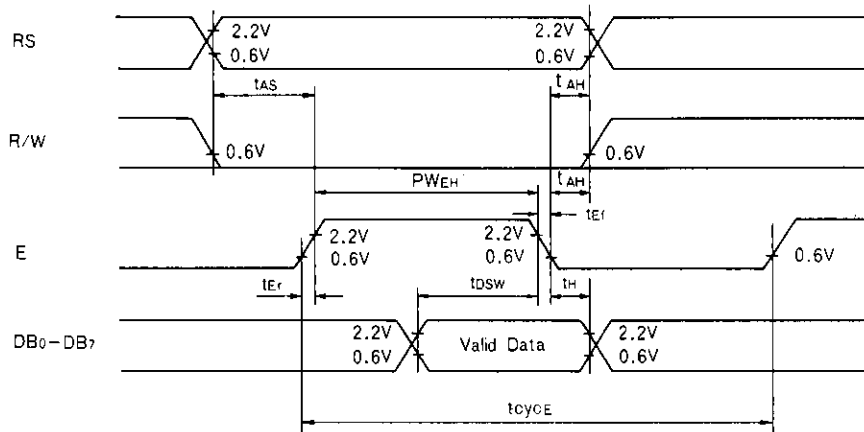 RS
2.2V
2.2V
0.6V
0.6V
tAS
t AH
R/W
0.6V
0.6V
PWEH
t AH
tEf
E
2.2V
2.2V
0.6V
0.6V
0.6V
tEr
tDSW
tH
DB0-DB7
2.2V
Valid Data
2.2V
0.6V
0.6V
tcycE